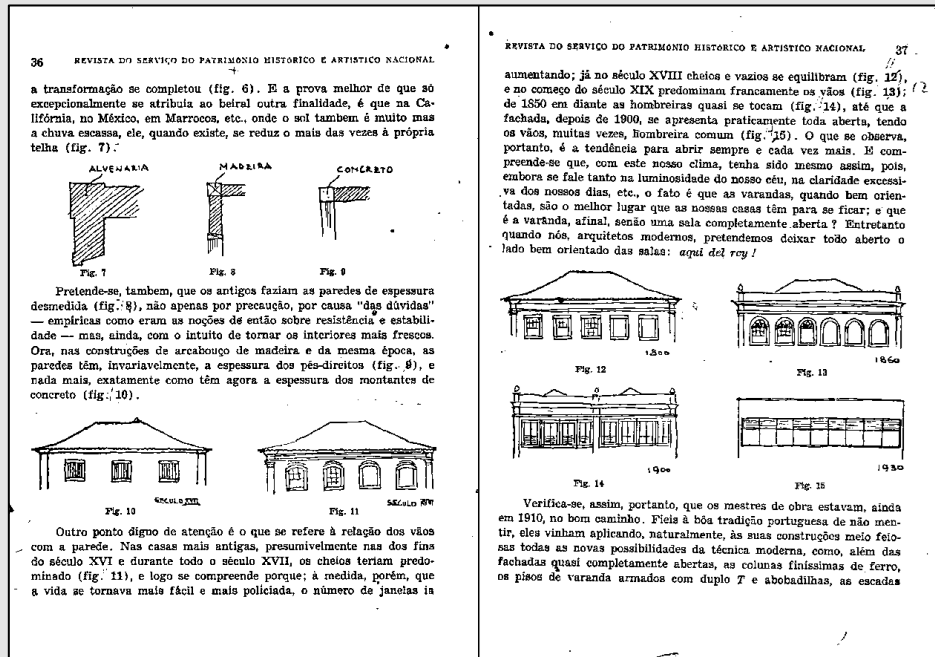 36 REVISTA DO SERVIÇO DO PATRIMÓNIO HISTÓRICO E ARTISTICO NACIONAL
a transformação se completou (fig. 6). E a prova melhor de que só
excepcionalmente se atribuia ao beiral outra finalidade, é que na Ca-
lifórnia, no México, em Marrocos, etc., onde o sol tambem é muito mas
a chuva escassa, ele, quando existe, se reduz o mais das vezes à própria
telha (fig. 7).
ALVENARIA
MADEIRA
CONCRETO
Fig. 7
Fig. 8
Fig. 9
Pretende-se, tambem, que os antigos faziam as paredes de espessura
desmedida (fig. 8), não apenas por precaução, por causa "das dúvidas"
— empíricas como eram as noções de então sobre resistência e estabili-
dade — mas, ainda, com o intuito de tornar os interiores mais frescos.
Ora, nas construções de arcabouço de madeira e da mesma época, as
paredes têm, invariavelmente, a espessura dos pés-direitos (fig. 9), e
nada mais, exatamente como têm agora a espessura dos montantes de
concreto (fig. 10).
SECULO XVII
SECULO XVIII
Fig. 10
Fig. 11
Outro ponto digno de atenção é o que se refere à relação dos vãos
com a parede. Nas casas mais antigas, presumivelmente nas dos fins
do século XVI e durante todo o século XVII, os cheios teriam predo-
minado (fig. 11), e logo se compreende porque; à medida, porém, que
a vida se tornava mais fácil e mais policiada, o número de janelas ia
REVISTA DO SERVIÇO DO PATRIMÓNIO HISTÓRICO E ARTISTICO NACIONAL 37
aumentando; já no século XVIII cheios e vazios se equilibram (fig. 12),
e no começo do século XIX predominam francamente os vãos (fig. 13);
de 1850 em diante as hombreiras quasi se tocam (fig. 14), até que a
fachada, depois de 1900, se apresenta praticamente toda aberta, tendo
os vãos, muitas vezes, hombreira comum (fig. 15). O que se observa,
portanto, é a tendência para abrir sempre e cada vez mais. E com-
preende-se que, com este nosso clima, tenha sido mesmo assim, pois,
embora se fale tanto na luminosidade do nosso céu, na claridade excessi-
va dos nossos dias, etc., o fato é que as varandas, quando bem orien-
tadas, são o melhor lugar que as nossas casas têm para se ficar; e que
é a varanda, afinal, senão uma sala completamente aberta ? Entretanto
quando nós, arquitetos modernos, pretendemos deixar todo aberto o
lado bem orientado das salas: aqui del rey !
1800
1860
Fig. 12
Fig. 13
1900
1930
Fig. 14
Fig. 15
Verifica-se, assim, portanto, que os mestres de obra estavam, ainda
em 1910, no bom caminho. Fieis à bôa tradição portuguesa de não men-
tir, eles vinham aplicando, naturalmente, às suas construções meio feio-
sas todas as novas possibilidades da técnica moderna, como, além das
fachadas quasi completamente abertas, as colunas finíssimas de ferro,
os pisos de varanda armados com duplo T e abobadilhas, as escadas